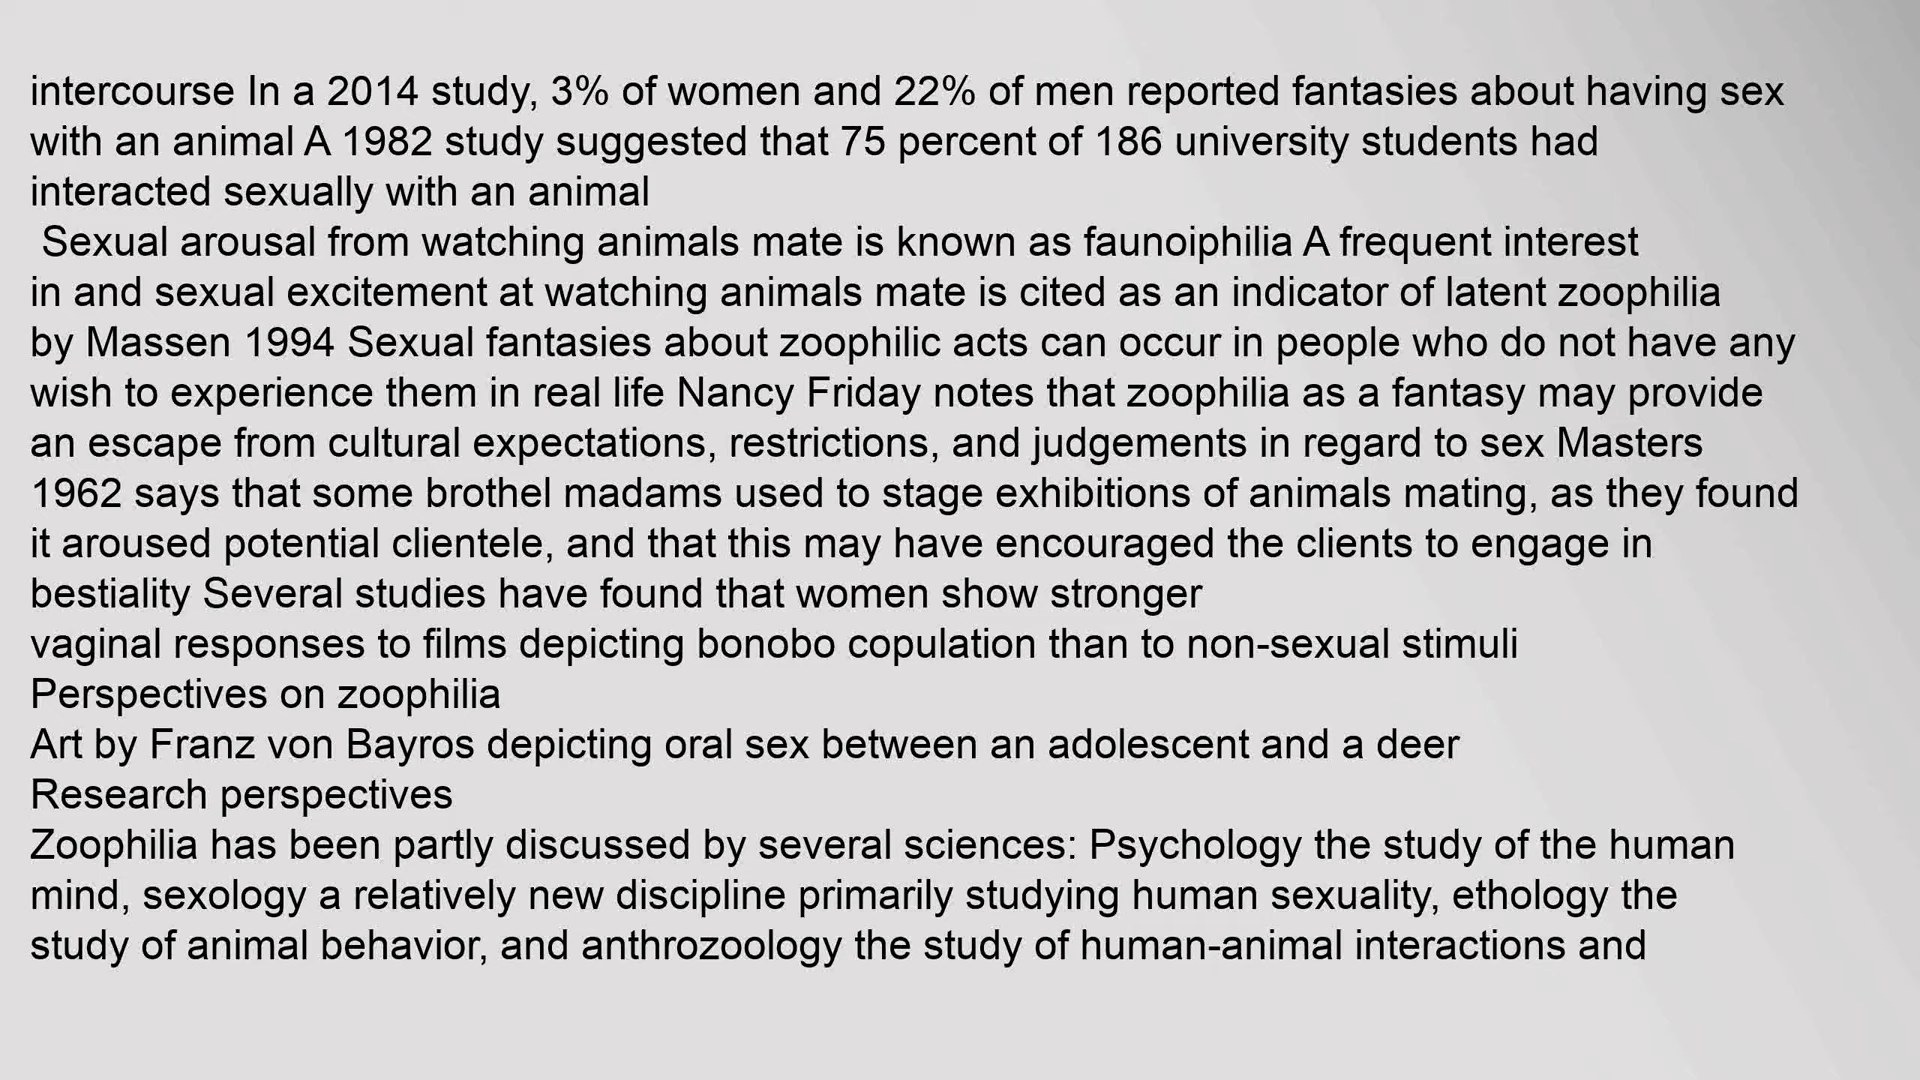 intercourse In a 2014 study, 3% of women and 22% of men reported fantasies about having sex
with an animal A 1982 study suggested that 75 percent of 186 university students had
interacted sexually with an animal
Sexual arousal from watching animals mate is known as faunoiphilia A frequent interest
in and sexual excitement at watching animals mate is cited as an indicator of latent zoophilia
by Massen 1994 Sexual fantasies about zoophilic acts can occur in people who do not have any
wish to experience them in real life Nancy Friday notes that zoophilia as a fantasy may provide
an escape from cultural expectations, restrictions, and judgements in regard to sex Masters
1962 says that some brothel madams used to stage exhibitions of animals mating, as they found
it aroused potential clientele, and that this may have encouraged the clients to engage in
bestiality Several studies have found that women show stronger
vaginal responses to films depicting bonobo copulation than to non-sexual stimuli
Perspectives on zoophilia
Art by Franz von Bayros depicting oral sex between an adolescent and a deer
Research perspectives
Zoophilia has been partly discussed by several sciences: Psychology the study of the human
mind, sexology a relatively new discipline primarily studying human sexuality, ethology the
study of animal behavior, and anthrozoology the study of human-animal interactions and